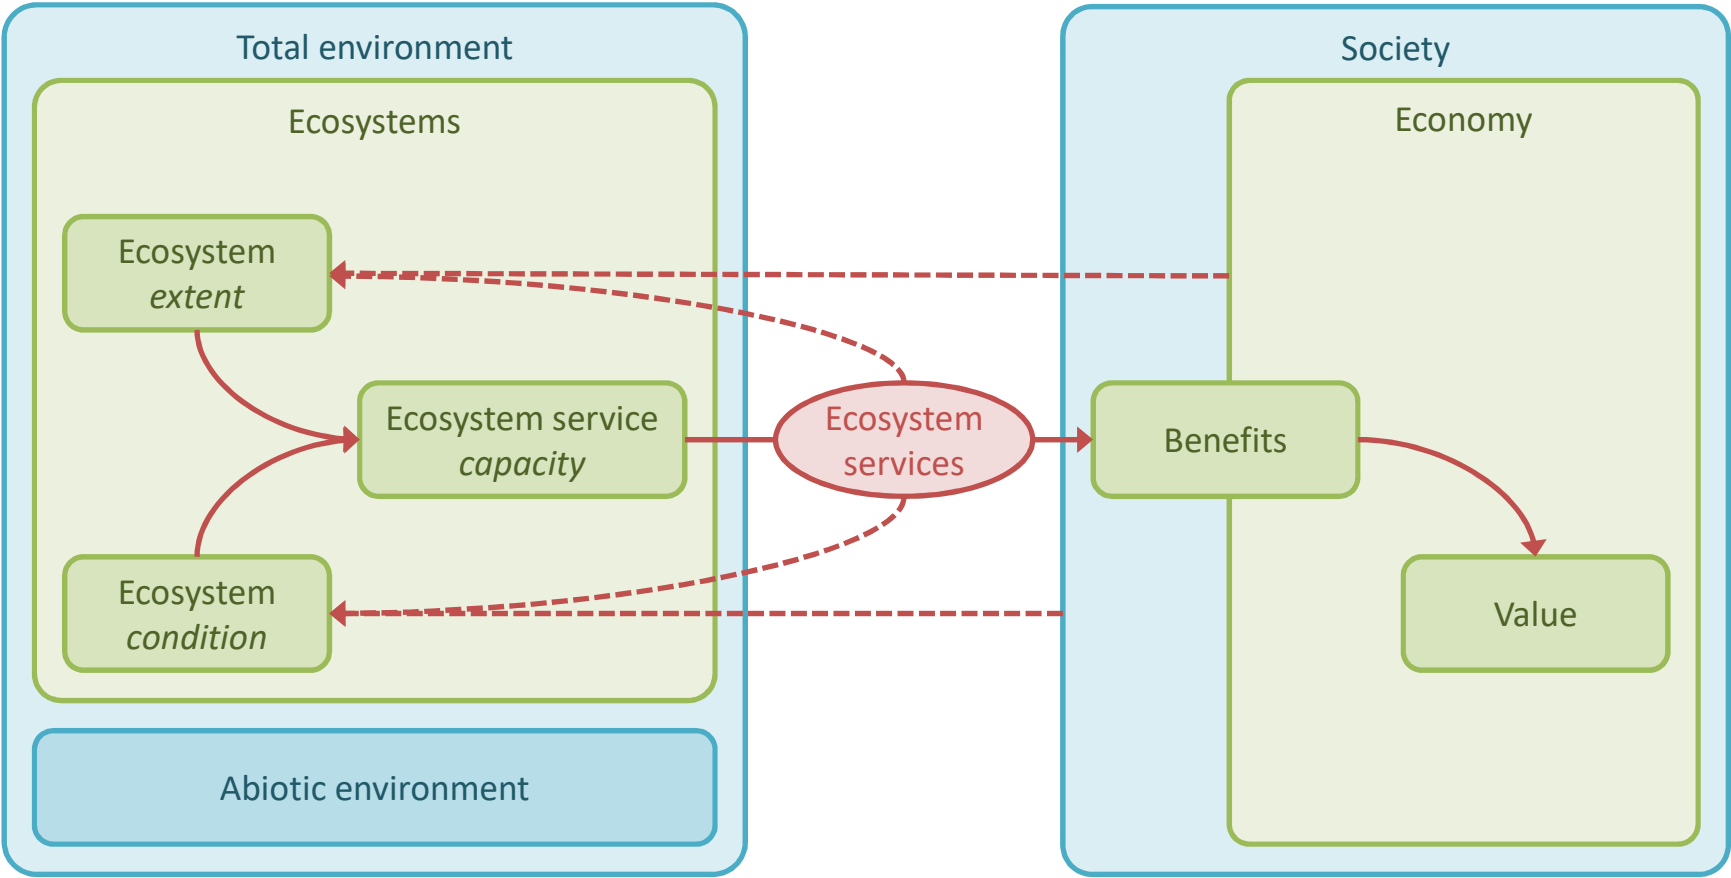 Total environment
Ecosystems
Ecosystem
extent
Ecosystem service
capacity
Ecosystem
condition
Abiotic environment
Ecosystem
services
Society
Economy
Benefits
Value